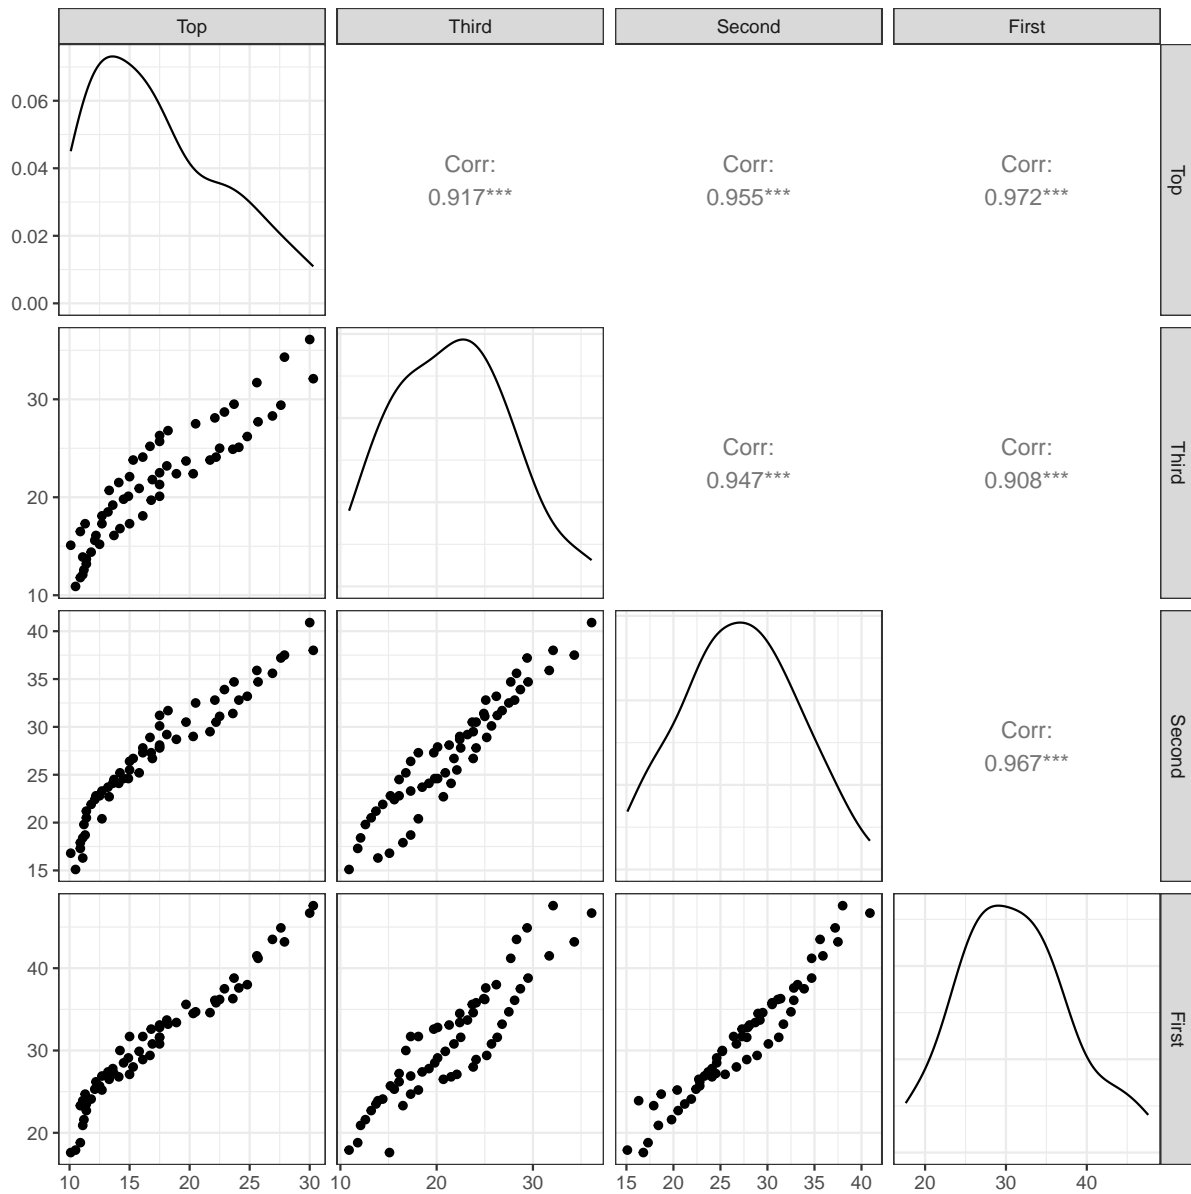 Top Third Second First
0.06
0.04
0.02
0.00
Corr:
0.917***
Corr:
0.955***
Corr:
0.972***
Top
30
20
10
Corr:
0.947***
Corr:
0.908***
Third
40
35
30
25
20
15
Corr:
0.967***
Second
40
30
20
First
10 15 20 25 30
10 20 30
15 20 25 30 35 40
20 30 40